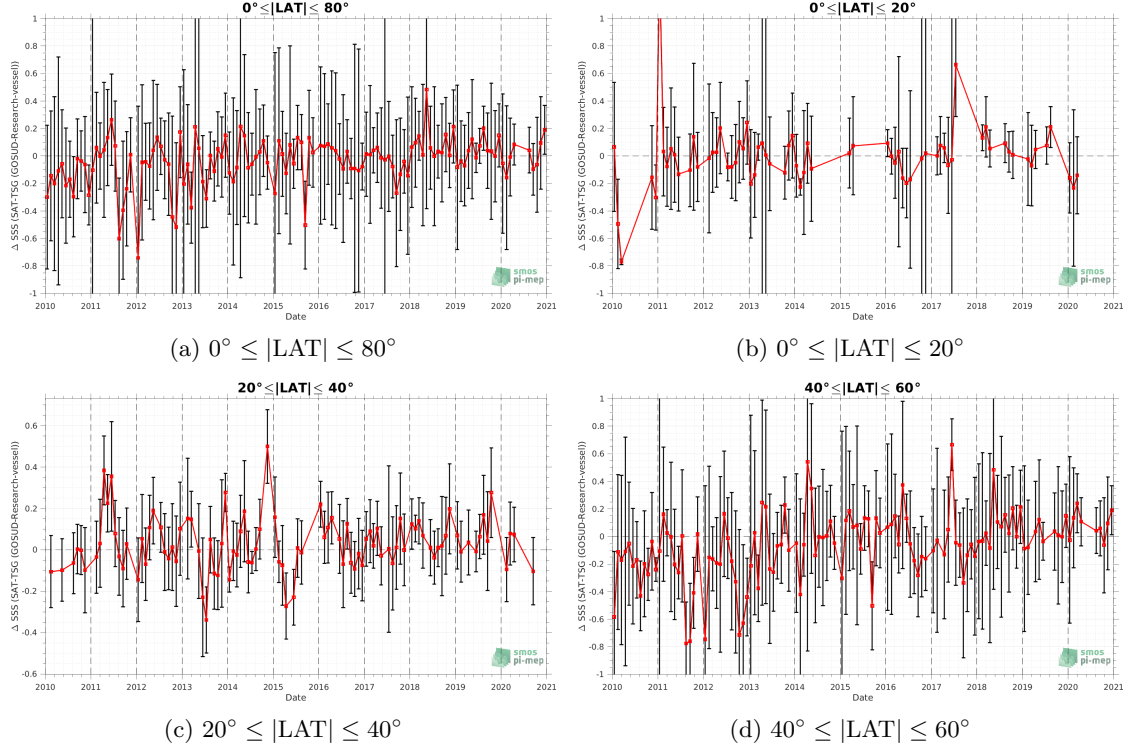 0°≤|LAT|≤ 80°
Δ SSS (SAT-TSG (GOSUD-Research-vessel))
1
0.8
0.6
0.4
0.2
0
-0.2
-0.4
-0.6
-0.8
-1
2010 2011 2012 2013 2014 2015 2016 2017 2018 2019 2020 2021
Date
smos
pi-mep
(a) 0° ≤ |LAT| ≤ 80°
0°≤|LAT|≤ 20°
Δ SSS (SAT-TSG (GOSUD-Research-vessel))
1
0.8
0.6
0.4
0.2
0
-0.2
-0.4
-0.6
-0.8
-1
2010 2011 2012 2013 2014 2015 2016 2017 2018 2019 2020 2021
Date
smos
pi-mep
(b) 0° ≤ |LAT| ≤ 20°
20°≤|LAT|≤ 40°
Δ SSS (SAT-TSG (GOSUD-Research-vessel))
0.6
0.4
0.2
0
-0.2
-0.4
-0.6
2010 2011 2012 2013 2014 2015 2016 2017 2018 2019 2020 2021
Date
smos
pi-mep
(c) 20° ≤ |LAT| ≤ 40°
40°≤|LAT|≤ 60°
Δ SSS (SAT-TSG (GOSUD-Research-vessel))
1
0.8
0.6
0.4
0.2
0
-0.2
-0.4
-0.6
-0.8
-1
2010 2011 2012 2013 2014 2015 2016 2017 2018 2019 2020 2021
Date
smos
pi-mep
(d) 40° ≤ |LAT| ≤ 60°